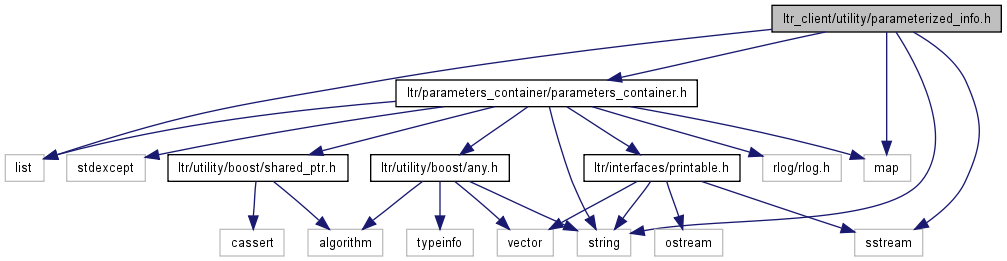 ltr_client/utility/parameterized_info.h
ltr/parameters_container/parameters_container.h
list
stdexcept
ltr/utility/boost/shared_ptr.h
ltr/utility/boost/any.h
ltr/interfaces/printable.h
rlog/rlog.h
map
cassert
algorithm
typeinfo
vector
string
ostream
sstream